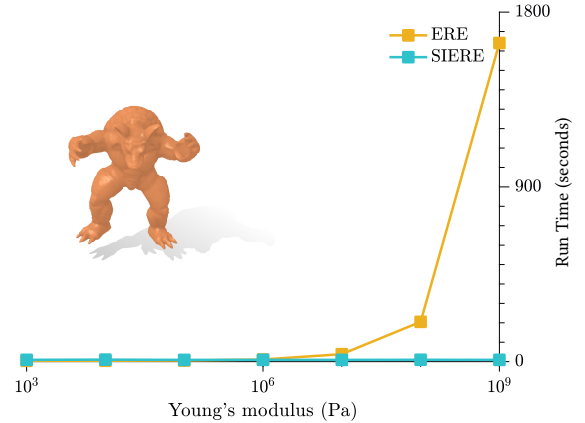 1800
ERE
SIERE
900
Run Time (seconds)
0
10³
10⁶
10⁹
Young's modulus (Pa)